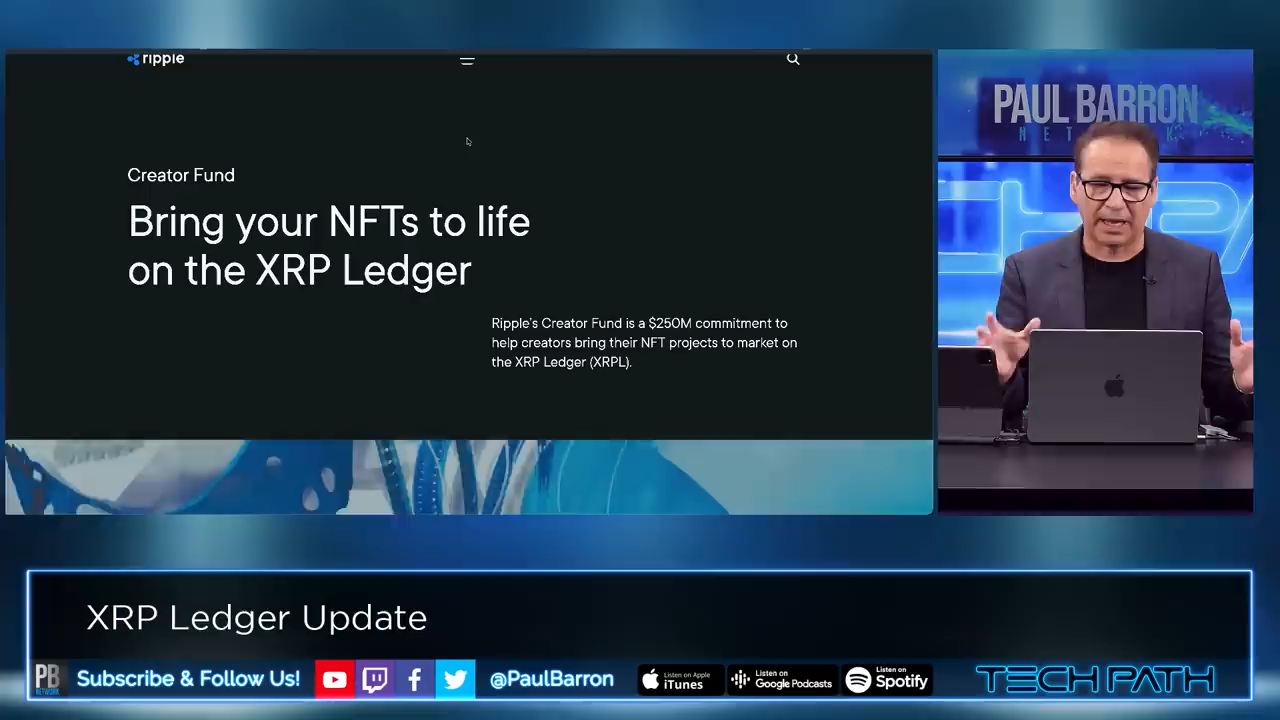 ripple
Creator Fund
Bring your NFTs to life
on the XRP Ledger
Ripple's Creator Fund is a $250M commitment to
help creators bring their NFT projects to market on
the XRP Ledger (XRPL).
PAUL BARRON
XRP Ledger Update
PB
NETWORK
Subscribe & Follow Us!
@PaulBarron
Listen on Apple
iTunes
Listen on
Google Podcasts
Listen on
Spotify
TECH PATH